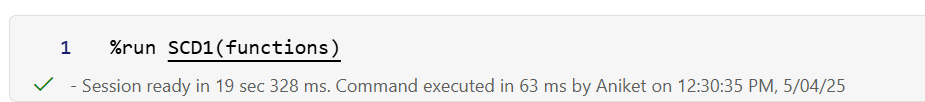 1 %run SCD1(functions)
- Session ready in 19 sec 328 ms. Command executed in 63 ms by Aniket on 12:30:35 PM, 5/04/25